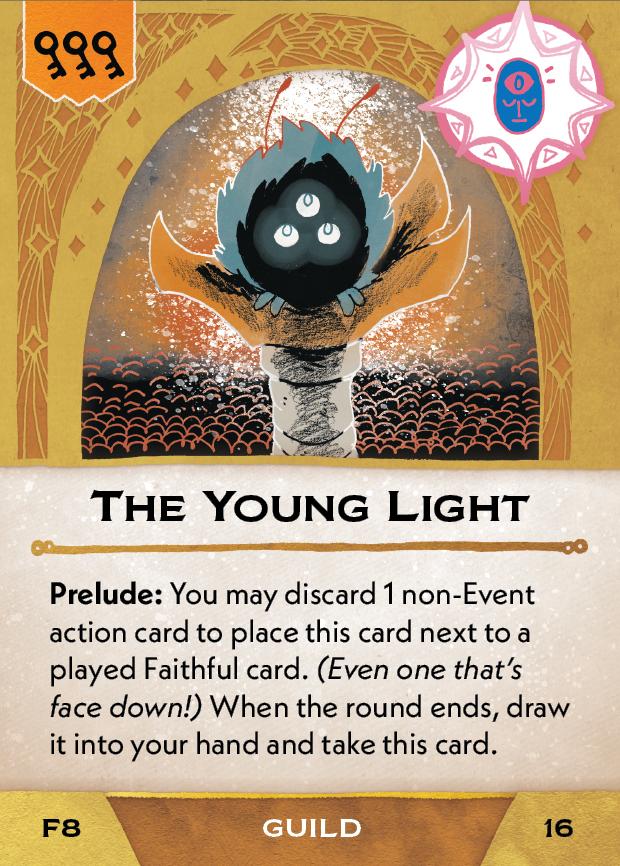 THE YOUNG LIGHT
Prelude: You may discard 1 non-Event
action card to place this card next to a
played Faithful card. (Even one that's
face down!) When the round ends, draw
it into your hand and take this card.
F8 GUILD 16